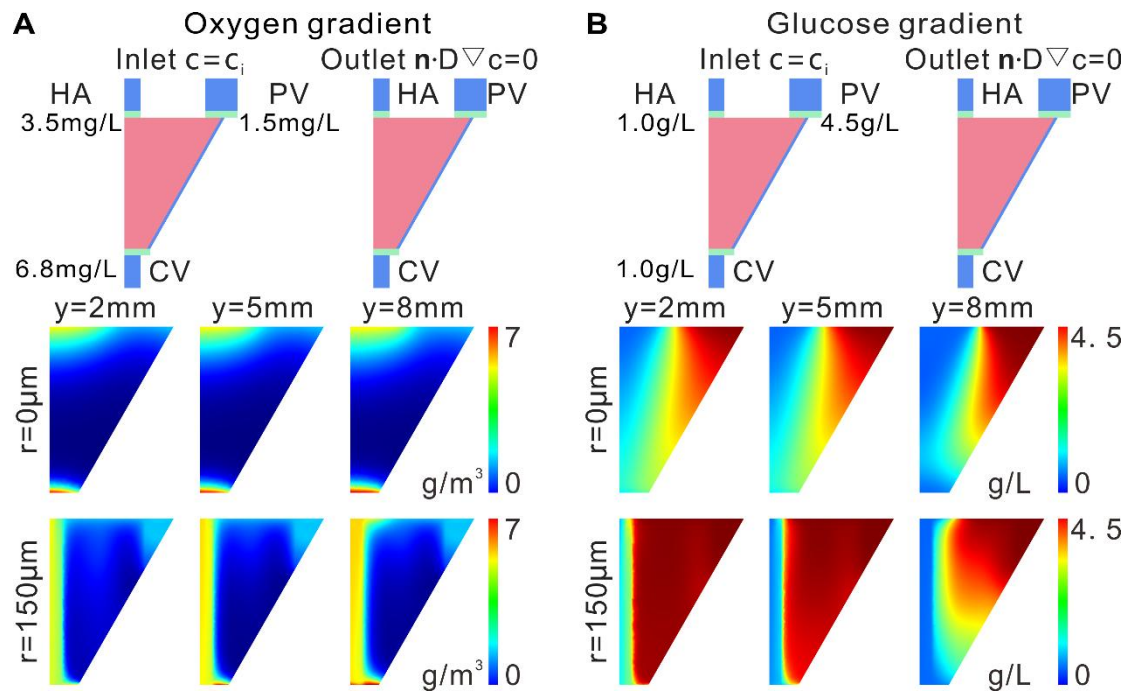 A
Oxygen gradient
Inlet c=cᵢ
Outlet n·D▽c=0
HA
PV
HA
PV
3.5mg/L
1.5mg/L
6.8mg/L
CV
CV
y=2mm
y=5mm
y=8mm
r=0μm
7
0
g/m³
r=150μm
7
0
g/m³
B
Glucose gradient
Inlet c=cᵢ
Outlet n·D▽c=0
HA
PV
HA
PV
1.0g/L
4.5g/L
1.0g/L
CV
CV
y=2mm
y=5mm
y=8mm
r=0μm
4.5
0
g/L
r=150μm
4.5
0
g/L